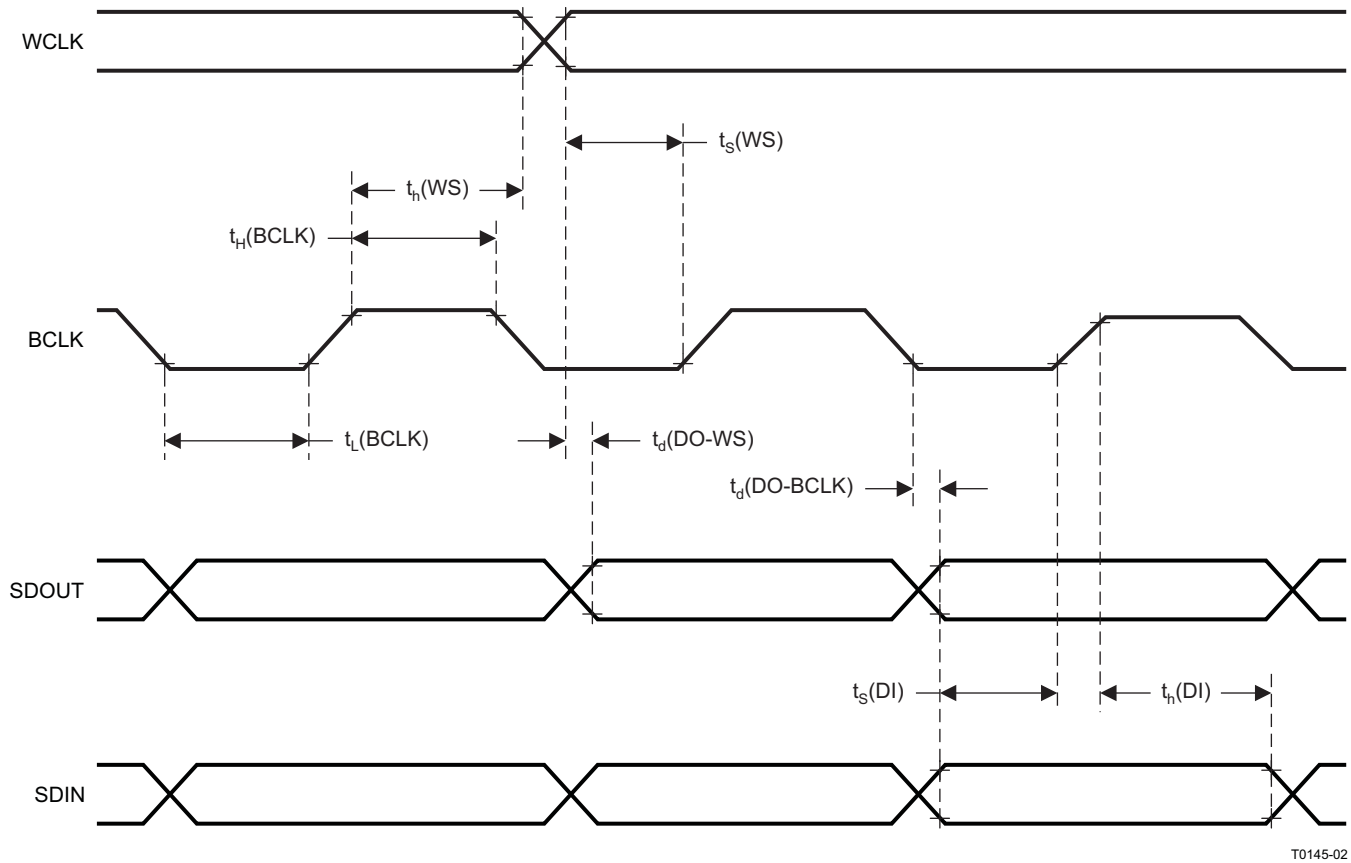 WCLK
tS(WS)
th(WS)
tH(BCLK)
BCLK
tL(BCLK)
td(DO-WS)
td(DO-BCLK)
SDOUT
tS(DI)
th(DI)
SDIN
T0145-02